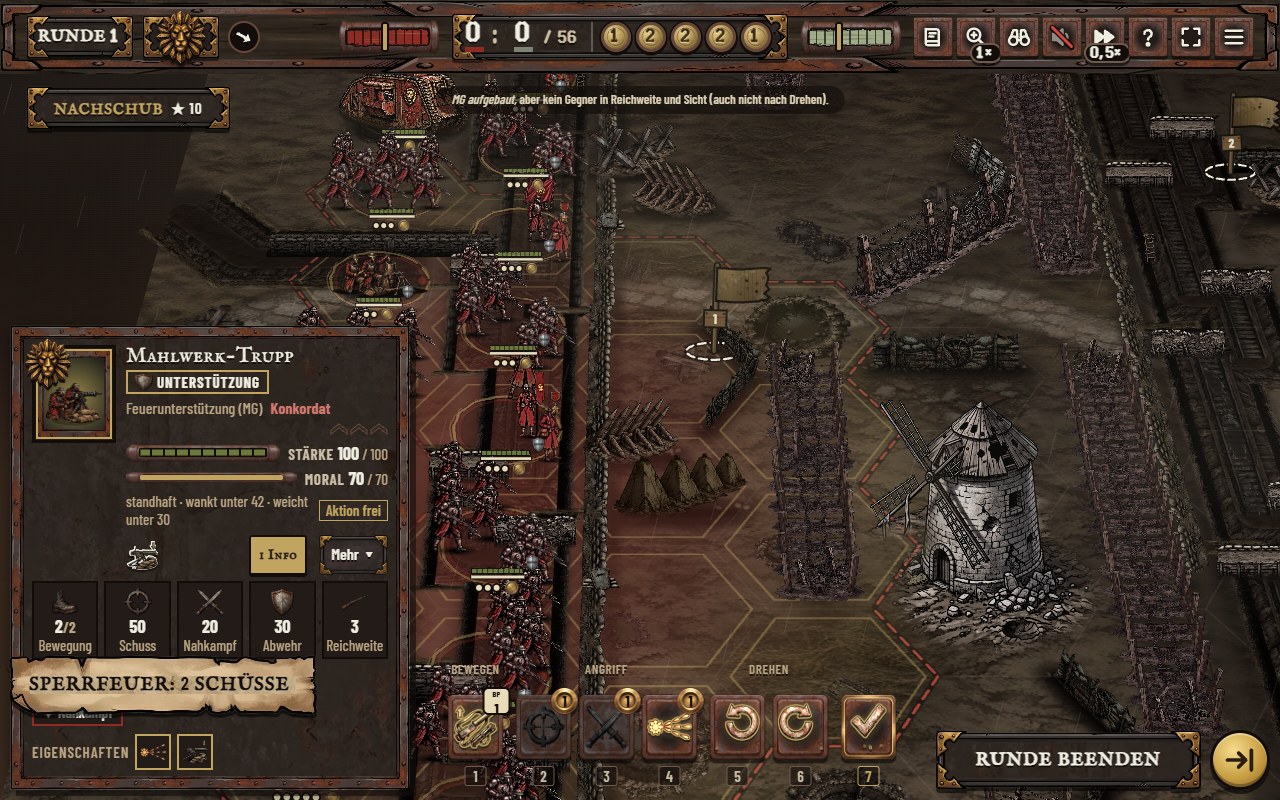 RUNDE 1
0 : 0 / 56
1 2 2 2 1
1×
0,5×
?
NACHSCHUB ★ 10
MG aufgebaut, aber kein Gegner in Reichweite und Sicht (auch nicht nach Drehen).
2
1
Mahlwerk-Trupp
UNTERSTÜTZUNG
Feuerunterstützung (MG) Konkordat
STÄRKE 100 / 100
MORAL 70 / 70
standhaft · wankt unter 42 · weicht
unter 30
Aktion frei
1 Info
Mehr
2/2 50 20 30 3
Bewegung Schuss Nahkampf Abwehr Reichweite
SPERRFEUER: 2 SCHÜSSE
EIGENSCHAFTEN
BEWEGEN ANGRIFF DREHEN
BP
1 1 1 1
1 2 3 4 5 6 7
RUNDE BEENDEN